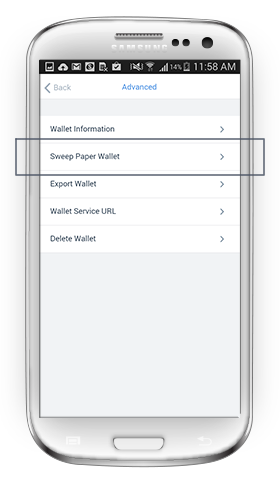 SAMSUNG
14% 11:58 AM
Back Advanced
Wallet Information
Sweep Paper Wallet
Export Wallet
Wallet Service URL
Delete Wallet